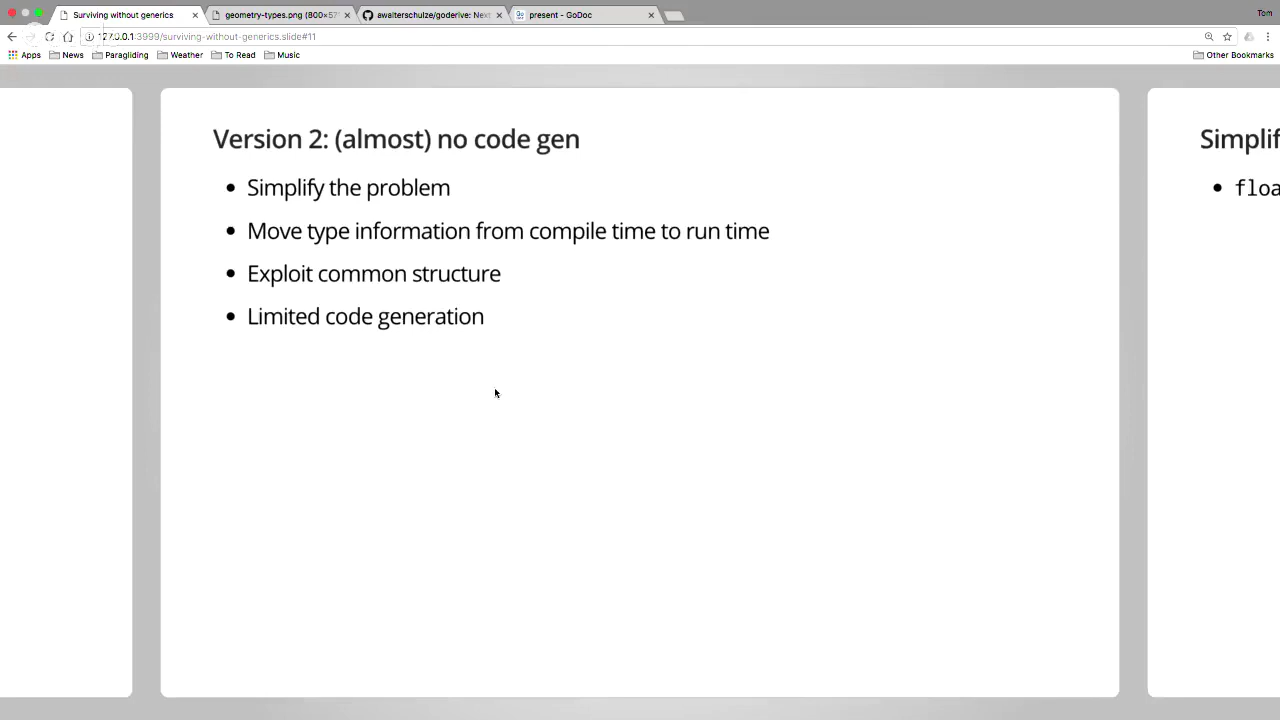 Surviving without generics
geometry-types.png (800×57
awalterschulze/goderive: Nex
present - GoDoc
Tom
127.0.0.1:3999/surviving-without-generics.slide#11
Apps
News
Paragliding
Weather
To Read
Music
Other Bookmarks
Version 2: (almost) no code gen
Simplify the problem
Move type information from compile time to run time
Exploit common structure
Limited code generation
Simplif
floa